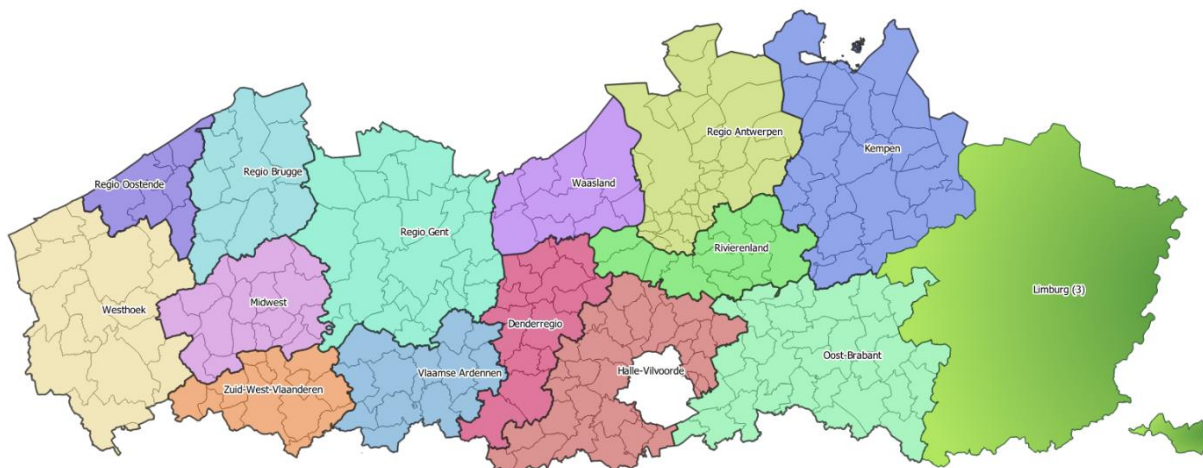 Regio Antwerpen
Kempen
Regio Brugge
Regio Oostende
Waasland
Regio Gent
Rivierenland
Limburg (3)
Midwest
Westhoek
Denderregio
Oost-Brabant
Vlaamse Ardennen
Halle-Vilvoorde
Zuid-West-Vlaanderen